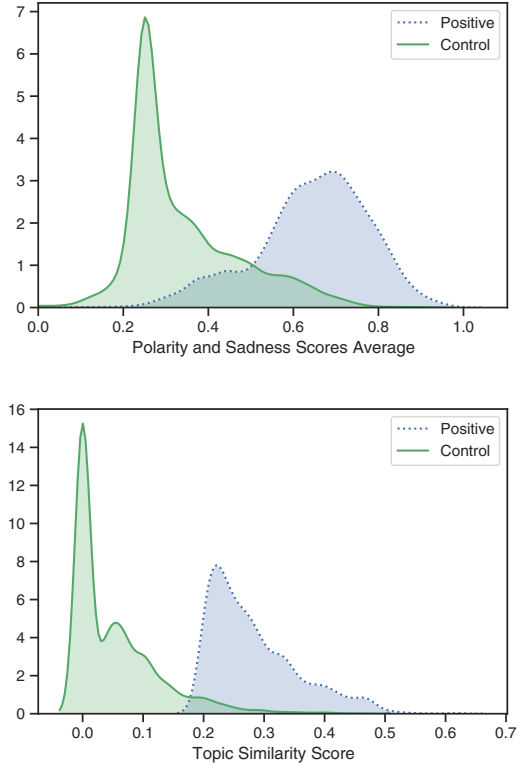 7
6
5
4
3
2
1
0
Positive
Control
0.0 0.2 0.4 0.6 0.8 1.0
Polarity and Sadness Scores Average
16
14
12
10
8
6
4
2
0
Positive
Control
0.0 0.1 0.2 0.3 0.4 0.5 0.6 0.7
Topic Similarity Score